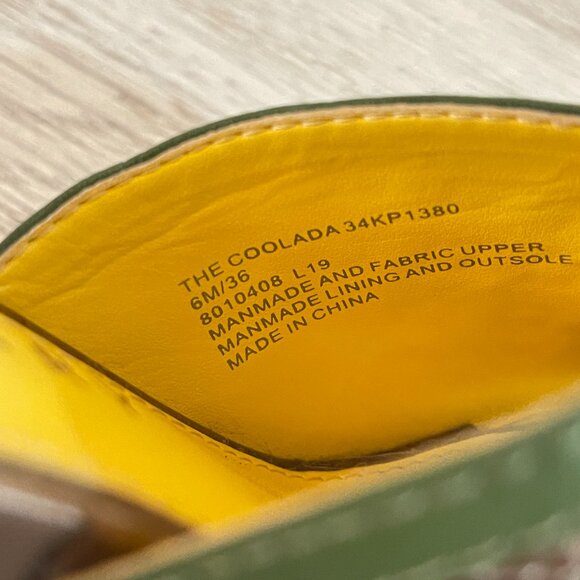 THE COOLADA 34KP1380
6M/36
8010408 L19
MANMADE AND FABRIC UPPER
MANMADE LINING AND OUTSOLE
MADE IN CHINA